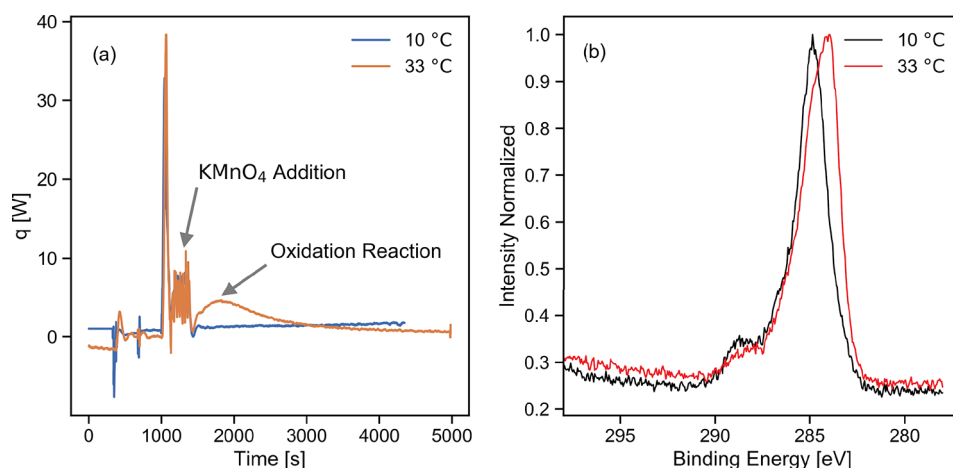 (a)
10 °C
33 °C
KMnO₄ Addition
Oxidation Reaction
q [W]
40
30
20
10
0
0 1000 2000 3000 4000 5000
Time [s]
(b)
10 °C
33 °C
Intensity Normalized
1.0
0.9
0.8
0.7
0.6
0.5
0.4
0.3
0.2
295 290 285 280
Binding Energy [eV]